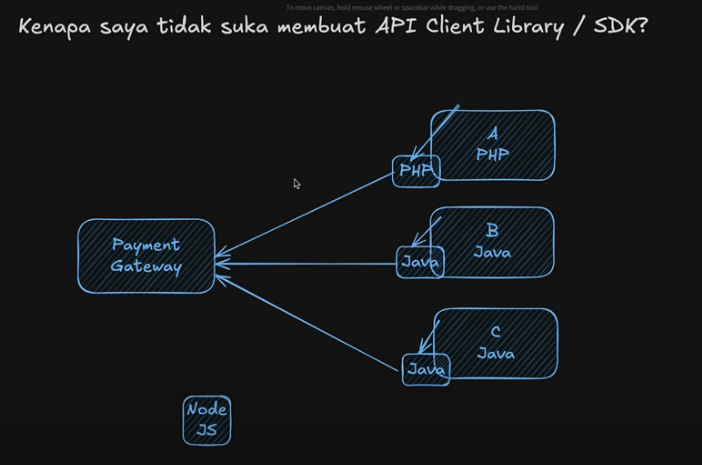 To move canvas, hold mouse wheel or spacebar while dragging, or use the hand tool
Kenapa saya tidak suka membuat API Client Library / SDK?
A
PHP
PHP
B
Java
Java
Payment
Gateway
C
Java
Java
Node
JS